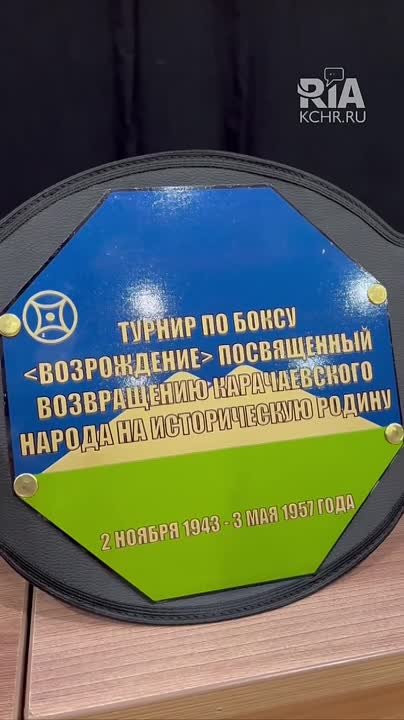 RIA
KCHR.RU
ТУРНИР ПО БОКСУ
<ВОЗРОЖДЕНИЕ> ПОСВЯЩЕННЫЙ
ВОЗВРАЩЕНИЮ КАРАЧАЕВСКОГО
НАРОДА НА ИСТОРИЧЕСКУЮ РОДИНУ
2 НОЯБРЯ 1943 - 3 МАЯ 1957 ГОДА